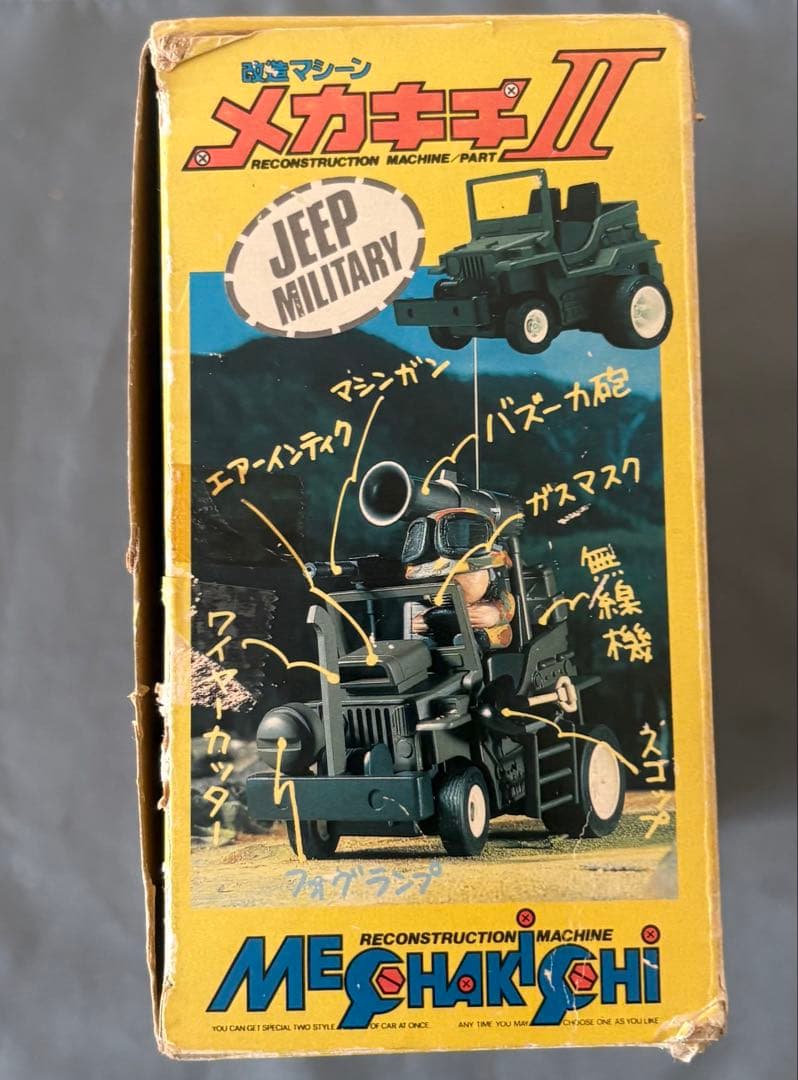 改造マシーン
メカキチII
RECONSTRUCTION MACHINE/PART
JEEP
MILITARY
マシンガン
バズーカ砲
エアーインテイク
ガスマスク
無線機
ワイヤーカッター
スコップ
フォグランプ
RECONSTRUCTION MACHINE
MECHAKICHI
YOU CAN GET SPECIAL TWO STYLE OF CAR AT ONCE. ANY TIME YOU MAY CHOOSE ONE AS YOU LIKE